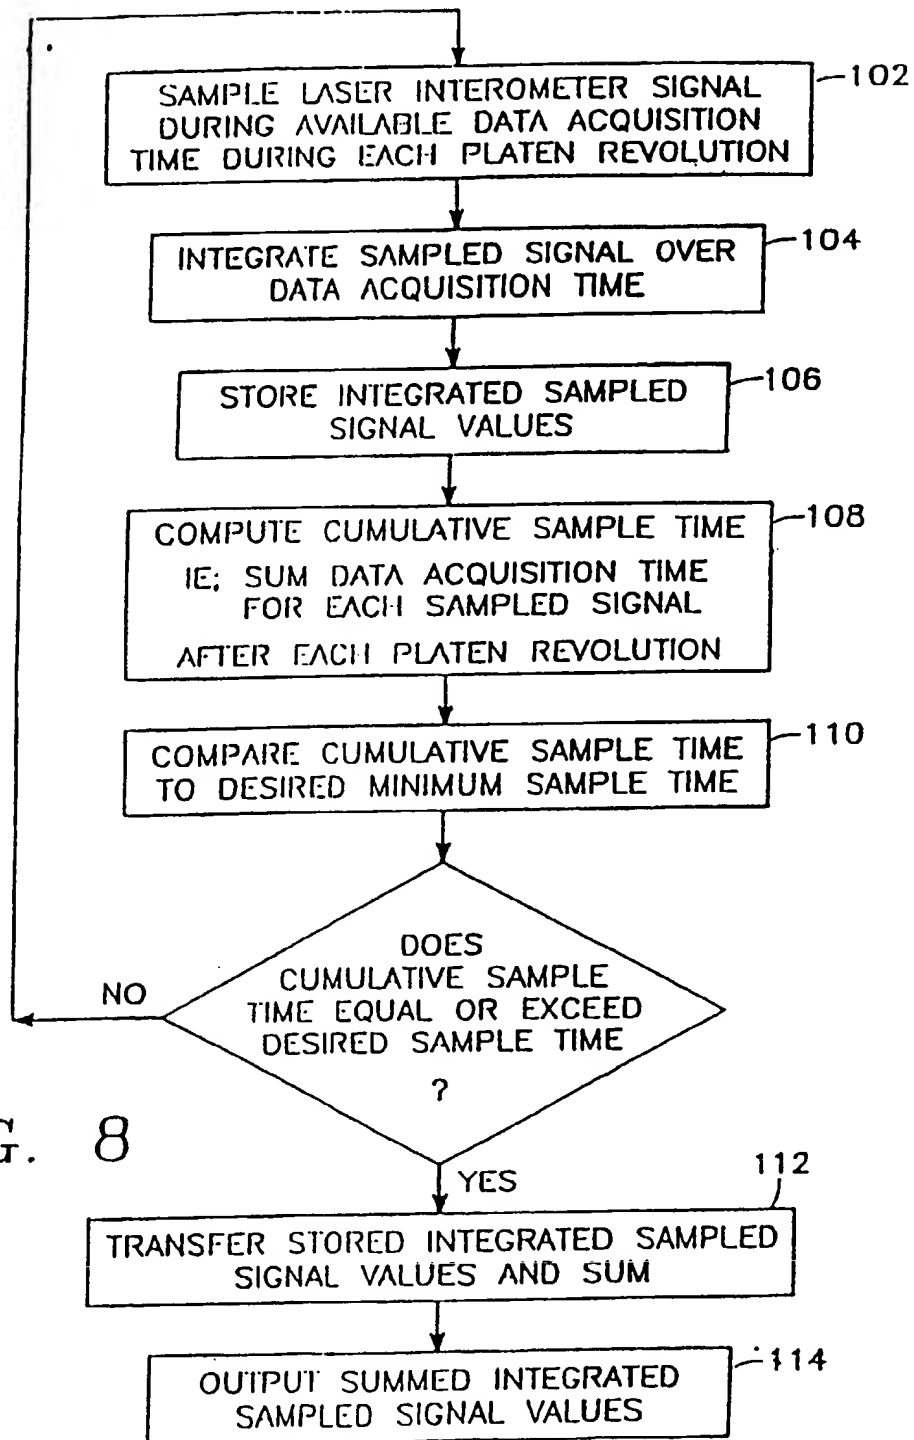 102
SAMPLE LASER INTEROMETER SIGNAL
DURING AVAILABLE DATA ACQUISITION
TIME DURING EACH PLATEN REVOLUTION
104
INTEGRATE SAMPLED SIGNAL OVER
DATA ACQUISITION TIME
106
STORE INTEGRATED SAMPLED
SIGNAL VALUES
108
COMPUTE CUMULATIVE SAMPLE TIME
IE; SUM DATA ACQUISITION TIME
FOR EACH SAMPLED SIGNAL
AFTER EACH PLATEN REVOLUTION
110
COMPARE CUMULATIVE SAMPLE TIME
TO DESIRED MINIMUM SAMPLE TIME
DOES
CUMULATIVE SAMPLE
TIME EQUAL OR EXCEED
DESIRED SAMPLE TIME
?
NO
G. 8
YES
112
TRANSFER STORED INTEGRATED SAMPLED
SIGNAL VALUES AND SUM
114
OUTPUT SUMMED INTEGRATED
SAMPLED SIGNAL VALUES